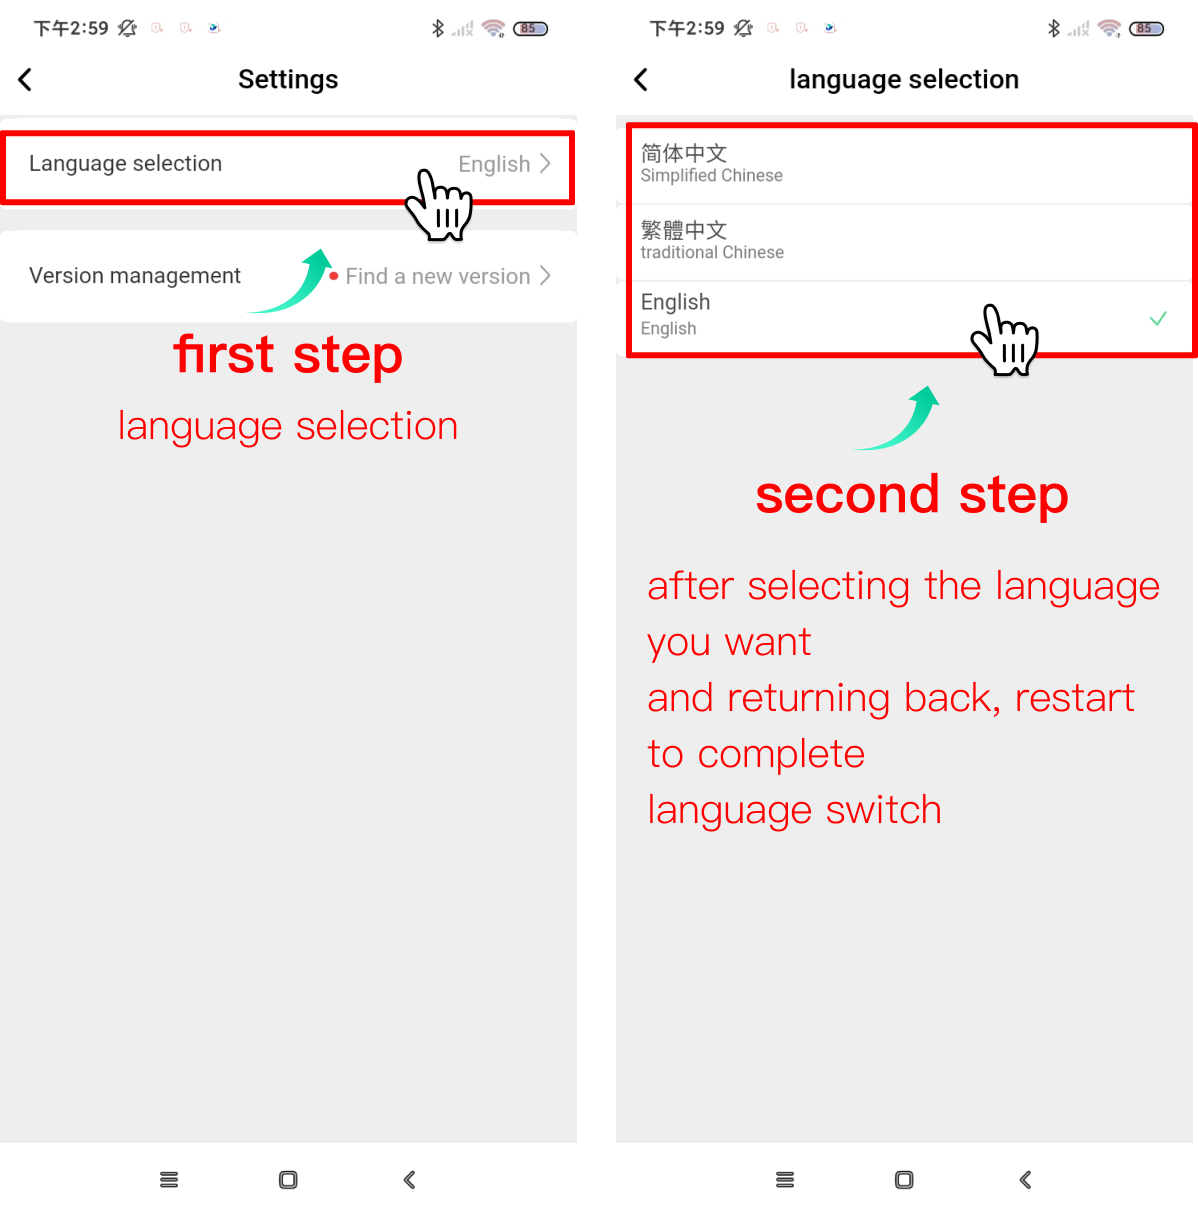 下午2:59
85
Settings
Language selection
English
Version management
Find a new version
first step
language selection
下午2:59
85
language selection
简体中文
Simplified Chinese
繁體中文
traditional Chinese
English
English
second step
after selecting the language
you want
and returning back, restart
to complete
language switch